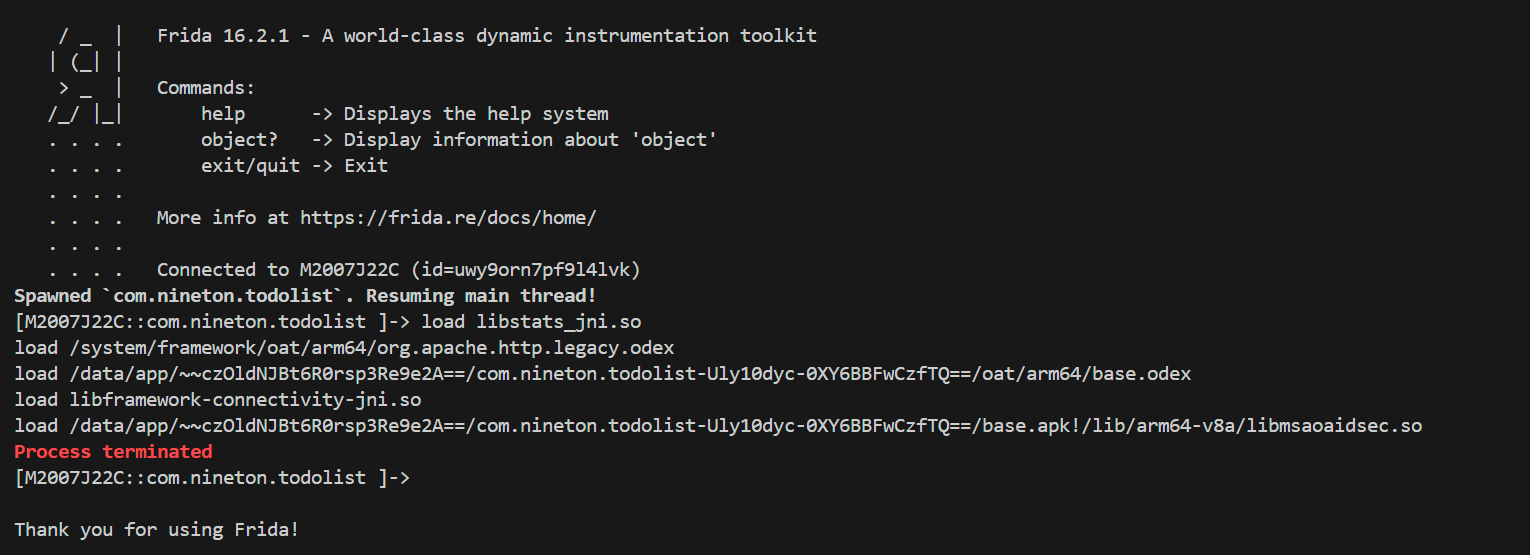 / _  |   Frida 16.2.1 - A world-class dynamic instrumentation toolkit
| (_| |
> _  |   Commands:
/_/ |_|       help      -> Displays the help system
. . . .       object?   -> Display information about 'object'
. . . .       exit/quit -> Exit
. . . .
. . . .   More info at https://frida.re/docs/home/
. . . .
. . . .   Connected to M2007J22C (id=uwy9orn7pf9l4lvk)
Spawned `com.nineton.todolist`. Resuming main thread!
[M2007J22C::com.nineton.todolist ]-> load libstats_jni.so
load /system/framework/oat/arm64/org.apache.http.legacy.odex
load /data/app/~~czOldNJBt6R0rsp3Re9e2A==/com.nineton.todolist-Uly10dyc-0XY6BBFwCzfTQ==/oat/arm64/base.odex
load libframework-connectivity-jni.so
load /data/app/~~czOldNJBt6R0rsp3Re9e2A==/com.nineton.todolist-Uly10dyc-0XY6BBFwCzfTQ==/base.apk!/lib/arm64-v8a/libmsaoaidsec.so
Process terminated
[M2007J22C::com.nineton.todolist ]->
Thank you for using Frida!